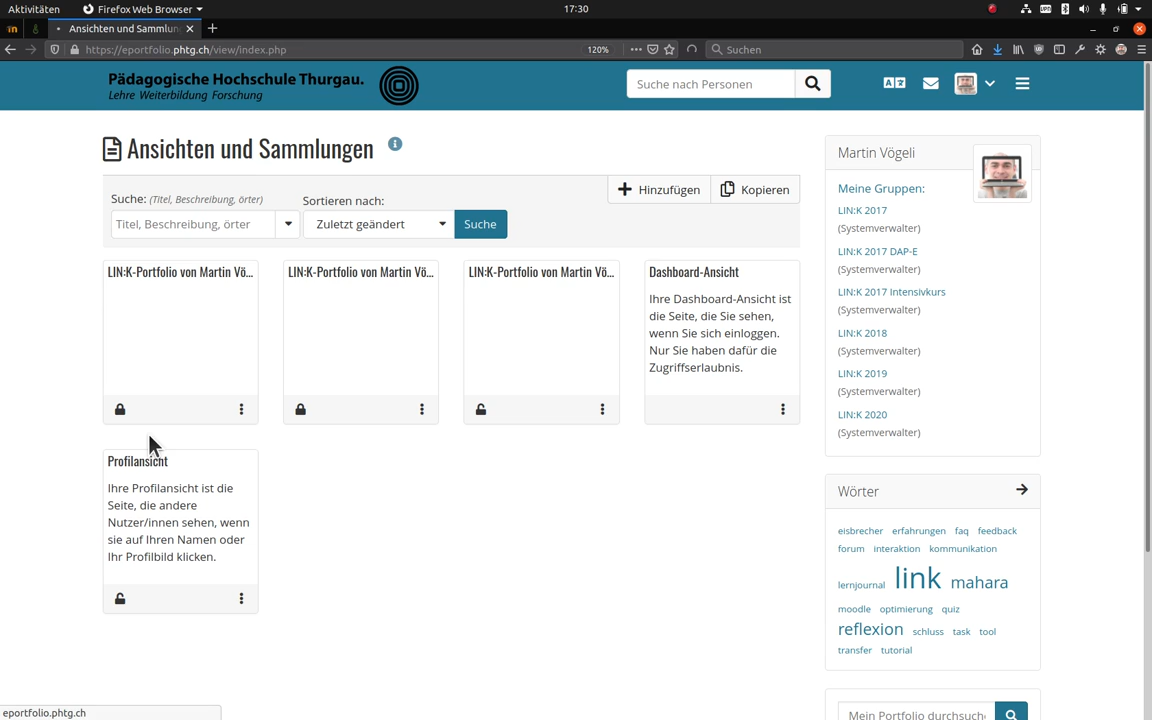 Aktivitäten
Firefox Web Browser
17:30
Ansichten und Sammlun
https://eportfolio.phtg.ch/view/index.php
120%
Suchen
Pädagogische Hochschule Thurgau.
Lehre Weiterbildung Forschung
Suche nach Personen
Ansichten und Sammlungen
Hinzufügen
Kopieren
Suche: (Titel, Beschreibung, örter)
Sortieren nach:
Titel, Beschreibung, örter
Zuletzt geändert
Suche
LIN:K-Portfolio von Martin Vö...
LIN:K-Portfolio von Martin Vö...
LIN:K-Portfolio von Martin Vö...
Dashboard-Ansicht
Ihre Dashboard-Ansicht ist
die Seite, die Sie sehen,
wenn Sie sich einloggen.
Nur Sie haben dafür die
Zugriffserlaubnis.
Profilansicht
Ihre Profilansicht ist die
Seite, die andere
Nutzer/innen sehen, wenn
sie auf Ihren Namen oder
Ihr Profilbild klicken.
Martin Vögeli
Meine Gruppen:
LIN:K 2017
(Systemverwalter)
LIN:K 2017 DAP-E
(Systemverwalter)
LIN:K 2017 Intensivkurs
(Systemverwalter)
LIN:K 2018
(Systemverwalter)
LIN:K 2019
(Systemverwalter)
LIN:K 2020
(Systemverwalter)
Wörter
eisbrecher erfahrungen faq feedback
forum interaktion kommunikation
lernjournal link mahara
moodle optimierung quiz
reflexion schluss task tool
transfer tutorial
Mein Portfolio durchsuch
eportfolio.phtg.ch